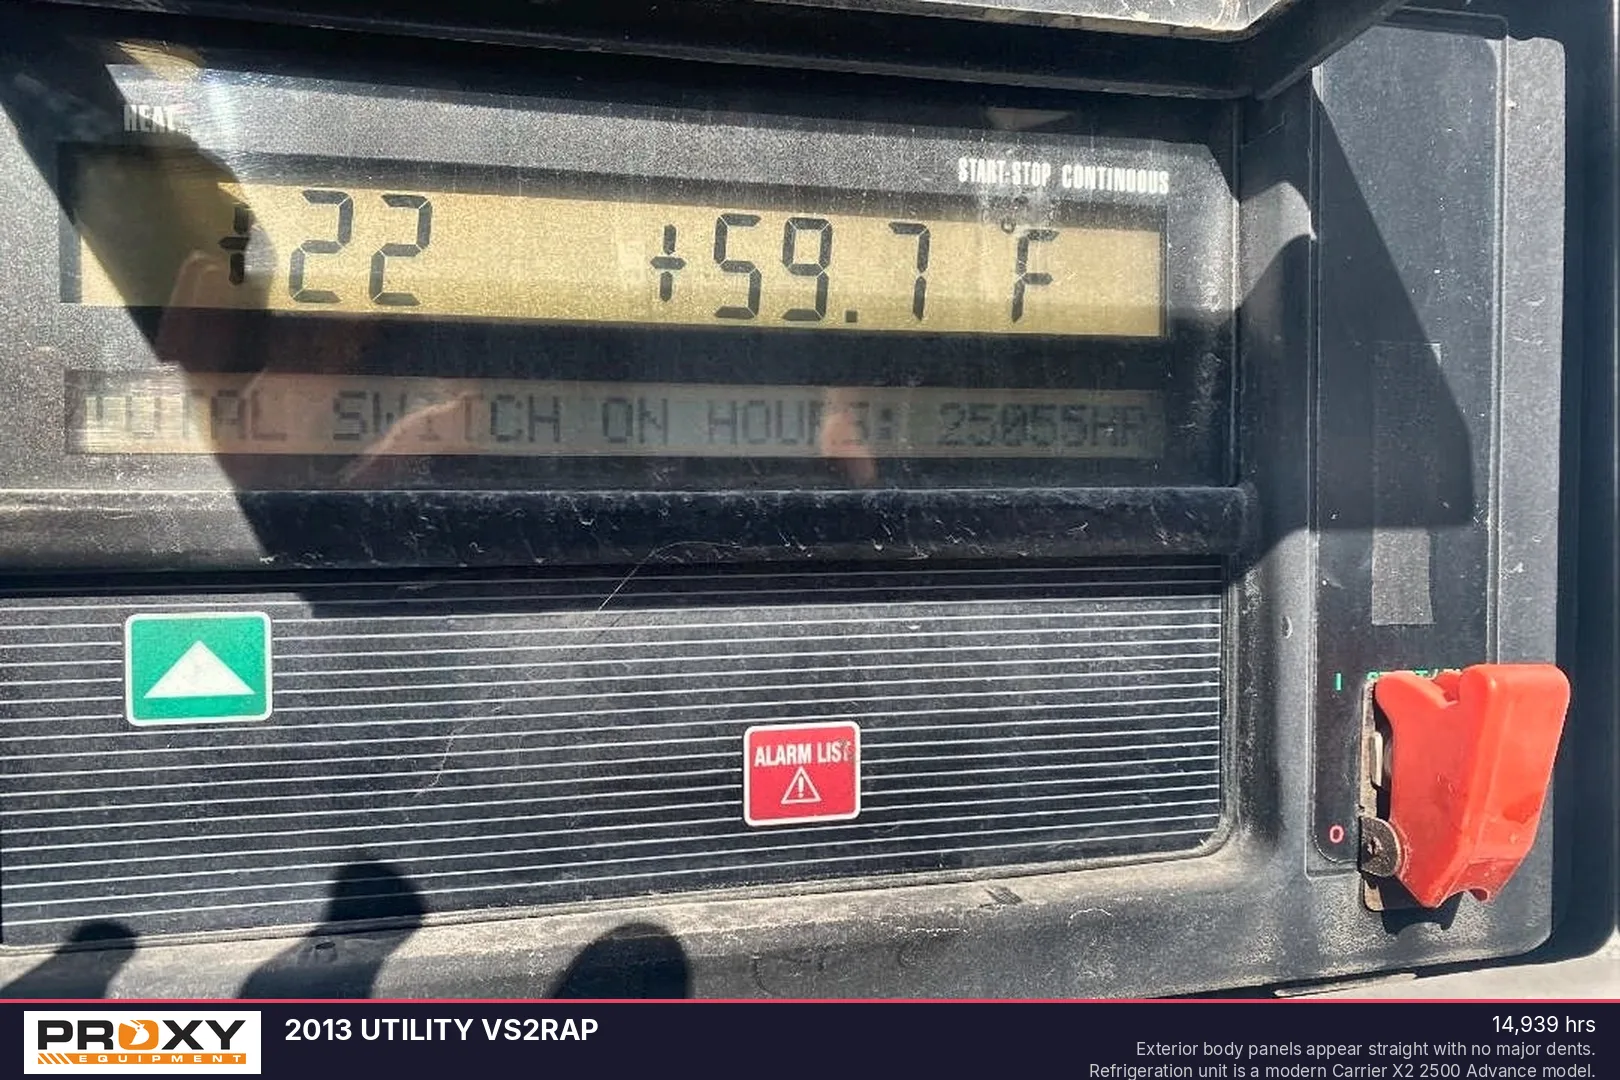 HEAT
START-STOP CONTINUOUS
+22 +59.7 °F
TOTAL SWITCH ON HOURS: 25055HR
ALARM LIST
I
O
PROXY
EQUIPMENT
2013 UTILITY VS2RAP
14,939 hrs
Exterior body panels appear straight with no major dents.
Refrigeration unit is a modern Carrier X2 2500 Advance model.